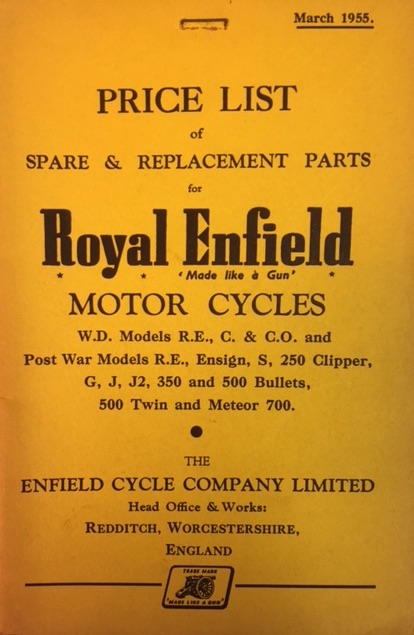 March 1955.
PRICE LIST
of
SPARE & REPLACEMENT PARTS
for
Royal Enfield
'Made like à Gun'
MOTOR CYCLES
W.D. Models R.E., C. & C.O. and
Post War Models R.E., Ensign, S, 250 Clipper,
G, J, J2, 350 and 500 Bullets,
500 Twin and Meteor 700.
THE
ENFIELD CYCLE COMPANY LIMITED
Head Office & Works:
REDDITCH, WORCESTERSHIRE,
ENGLAND
TRADE MARK
"MADE LIKE A GUN"